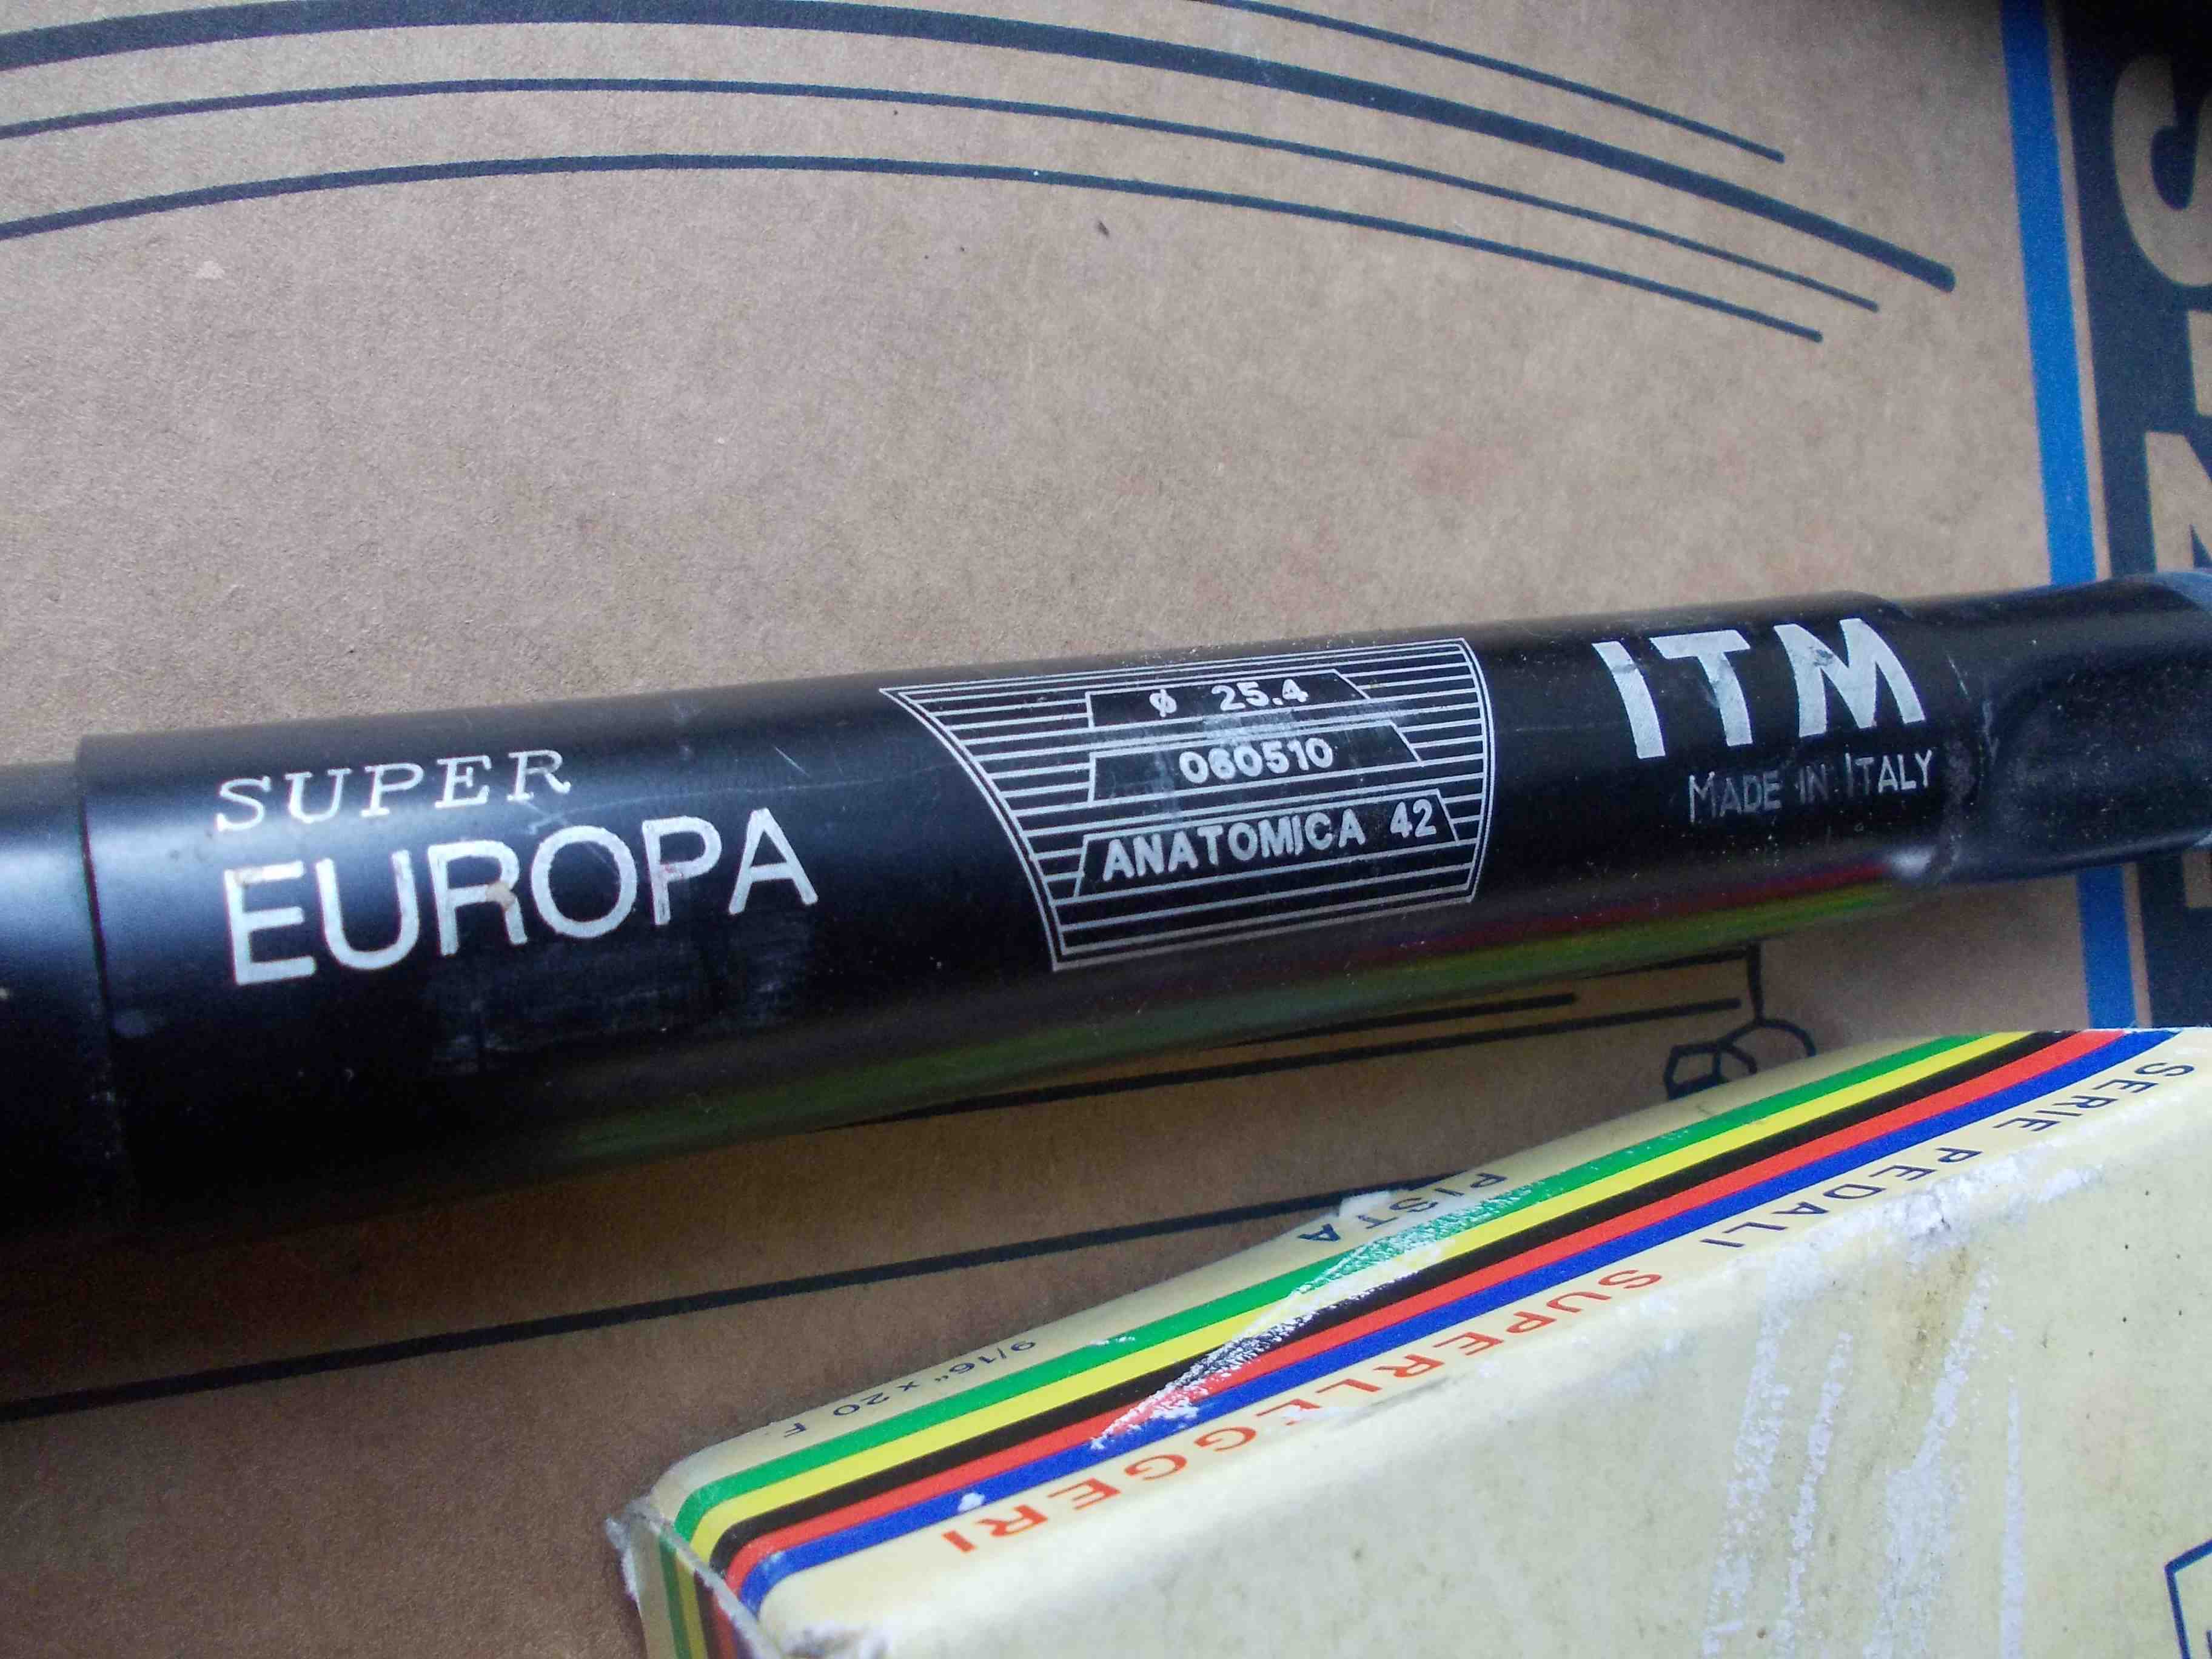 SUPER
EUROPA
ø 25.4
060510
ANATOMICA 42
ITM
MADE IN ITALY
SERIE PEDALI SUPERLEGGERI
PISTA
9/16" x 20 F